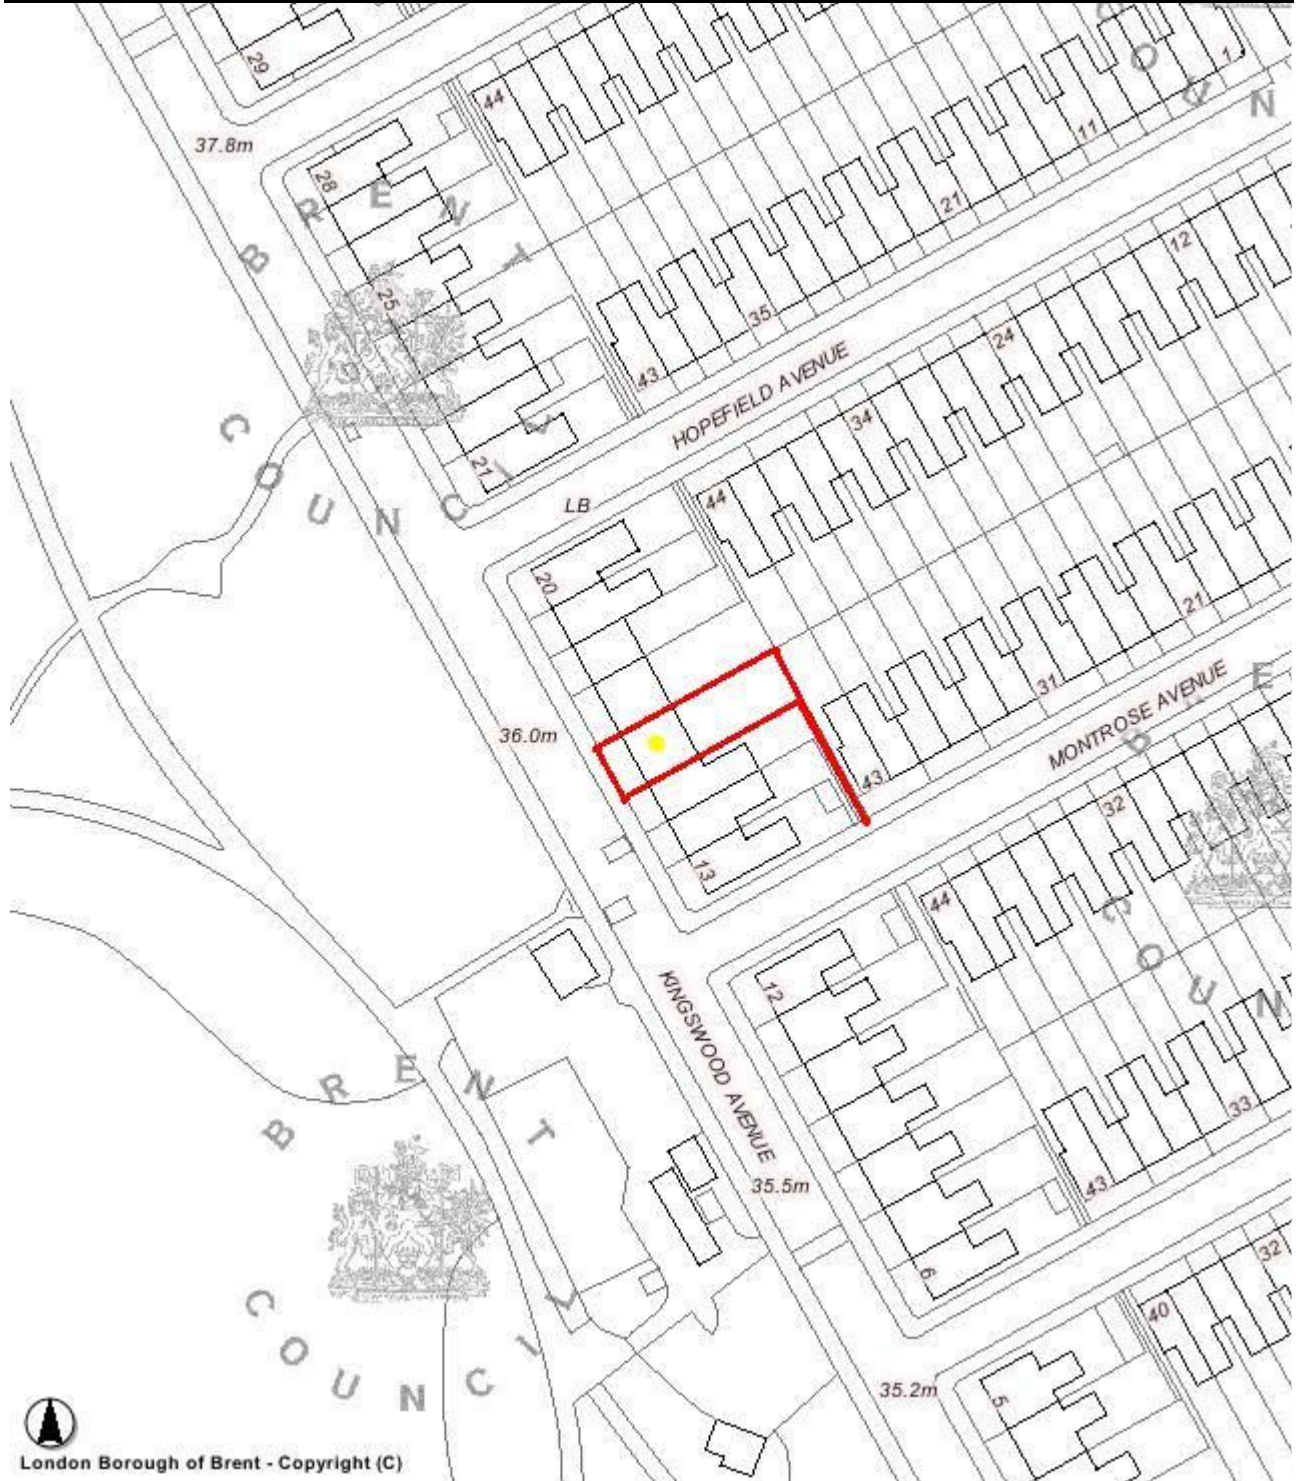 29
44
1
37.8m
11
28
B R E N T C I L
C O U N
21
12
25
35
24
43
HOPEFIELD AVENUE
34
21
LB
44
20
21
31
36.0m
MONTROSE AVENUE
43
32
13
44
12
KINGSWOOD AVENUE
B R E N T
C O U N C I L
33
35.5m
43
6
32
40
35.2m
5
London Borough of Brent - Copyright (C)